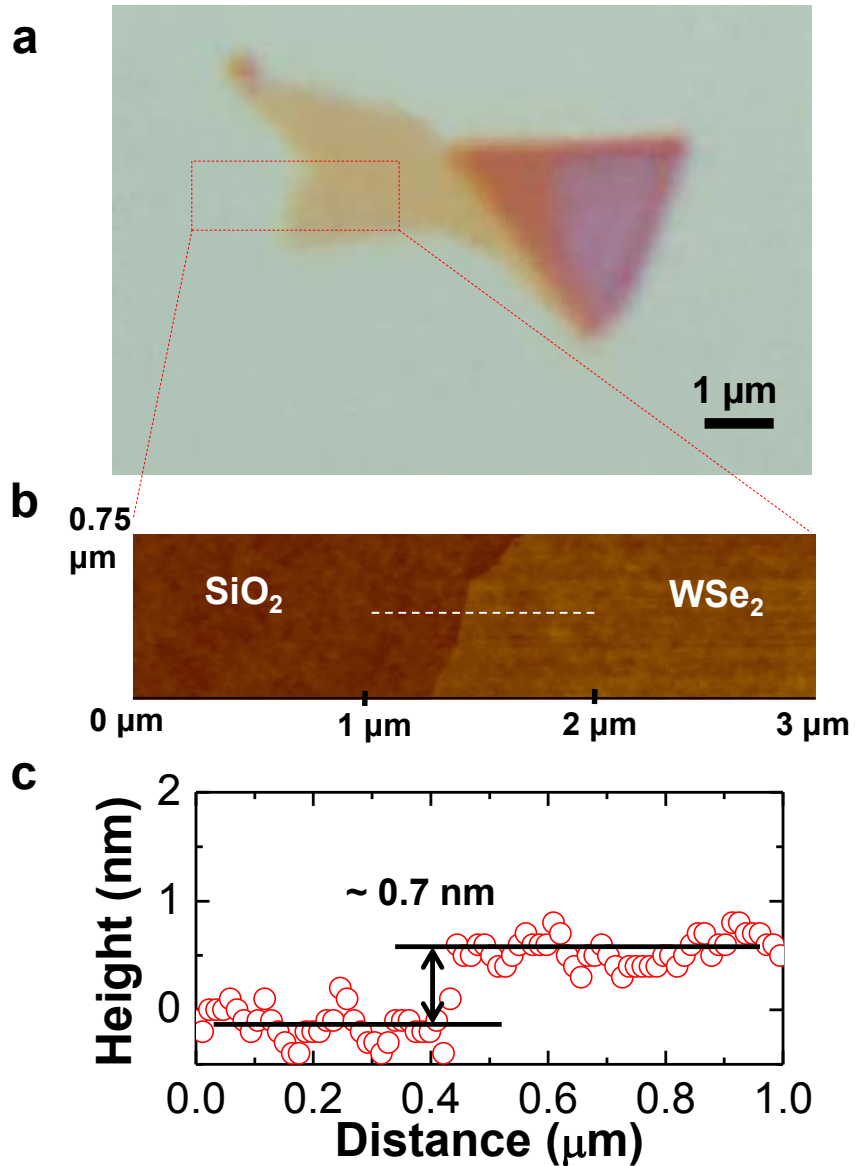 a
1 µm
b
0.75
µm
SiO₂
WSe₂
0 µm
1 µm
2 µm
3 µm
c
2
1
0
Height (nm)
~ 0.7 nm
0.0
0.2
0.4
0.6
0.8
1.0
Distance (µm)